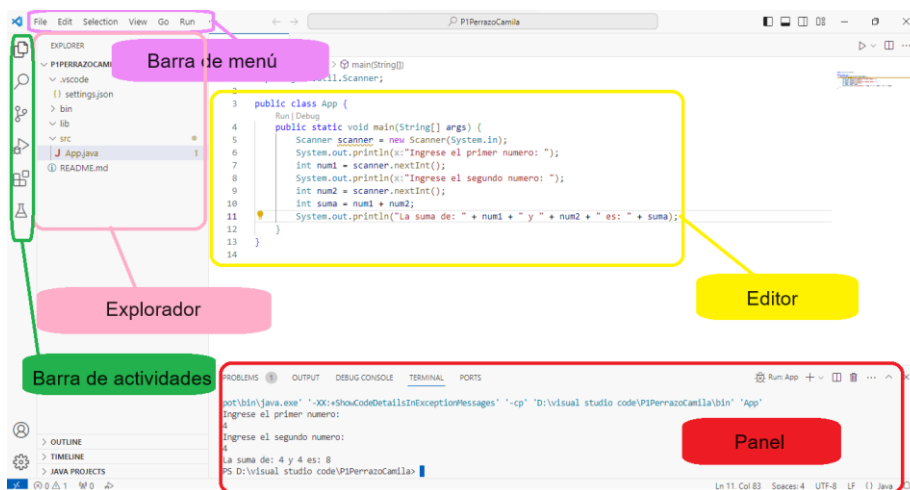 File Edit Selection View Go Run
P1PerrazoCamila
Barra de menú
EXPLORER
.vscode
{} settings.json
> bin
lib
src
J App.java 1
README.md
Explorador
Barra de actividades
> OUTLINE
> TIMELINE
> JAVA PROJECTS
> main(String[])
3 public class App {
Run | Debug
4 public static void main(String[] args) {
5 Scanner scanner = new Scanner(System.in);
6 System.out.println(x:"Ingrese el primer numero: ");
7 int num1 = scanner.nextInt();
8 System.out.println(x:"Ingrese el segundo numero: ");
9 int num2 = scanner.nextInt();
10 int suma = num1 + num2;
11 System.out.println("La suma de: " + num1 + " y " + num2 + " es: " + suma);
12 }
13 }
14
Editor
PROBLEMS 1 OUTPUT DEBUG CONSOLE TERMINAL PORTS
Run: App
pot\bin\java.exe' '-XX:+ShowCodeDetailsInExceptionMessages' '-cp' 'D:\visual studio code\P1PerrazoCamila\bin' 'App'
Ingrese el primer numero:
4
Ingrese el segundo numero:
4
La suma de: 4 y 4 es: 8
PS D:\visual studio code\P1PerrazoCamila>
Panel
0 1 0
Ln 11, Col 83 Spaces: 4 UTF-8 LF {} Java